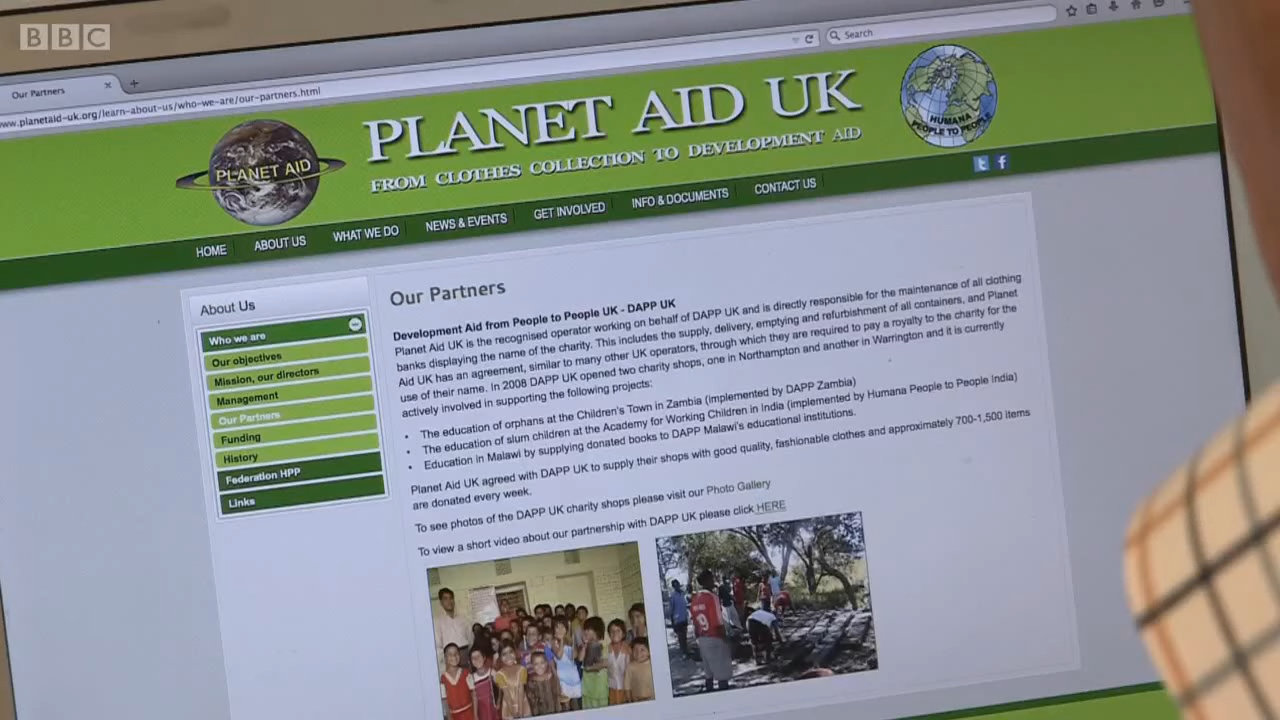 BBC
Our Partners
Search
www.planetaid-uk.org/learn-about-us/who-we-are/our-partners.html
PLANET AID
PLANET AID UK
FROM CLOTHES COLLECTION TO DEVELOPMENT AID
HUMANA
PEOPLE TO PEOPLE
HOME
ABOUT US
WHAT WE DO
NEWS & EVENTS
GET INVOLVED
INFO & DOCUMENTS
CONTACT US
About Us
Who we are
Our objectives
Mission, our directors
Management
Our Partners
Funding
History
Federation HPP
Links
Our Partners
Development Aid from People to People UK - DAPP UK
Planet Aid UK is the recognised operator working on behalf of DAPP UK and is directly responsible for the maintenance of all clothing
banks displaying the name of the charity. This includes the supply, delivery, emptying and refurbishment of all containers, and Planet
Aid UK has an agreement, similar to many other UK operators, through which they are required to pay a royalty to the charity for the
use of their name. In 2008 DAPP UK opened two charity shops, one in Northampton and another in Warrington and it is currently
actively involved in supporting the following projects:
• The education of orphans at the Children's Town in Zambia (implemented by DAPP Zambia)
• The education of slum children at the Academy for Working Children in India (implemented by Humana People to People India)
• Education in Malawi by supplying donated books to DAPP Malawi's educational institutions.
Planet Aid UK agreed with DAPP UK to supply their shops with good quality, fashionable clothes and approximately 700-1,500 items
are donated every week.
To see photos of the DAPP UK charity shops please visit our Photo Gallery
To view a short video about our partnership with DAPP UK please click HERE
9